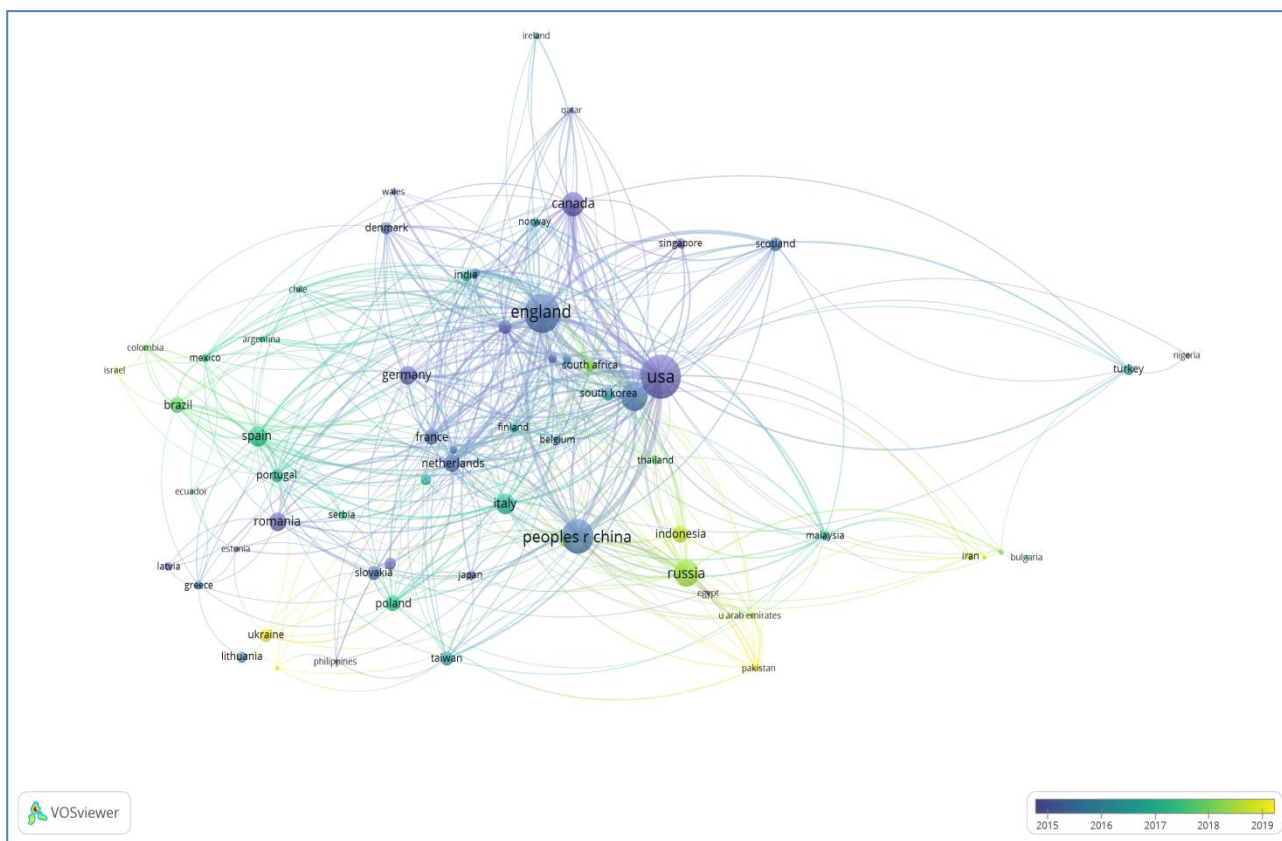 ireland
qatar
wales
canada
norway
denmark
singapore
scotland
india
chile
england
argentina
colombia
mexico
israel
south africa
nigeria
turkey
germany
usa
brazil
south korea
spain
france
finland
belgium
netherlands
thailand
portugal
ecuador
italy
serbia
romania
peoples r china
indonesia
malaysia
estonia
iran
bulgaria
latvia
slovakia
japan
russia
greece
egypt
poland
u arab emirates
ukraine
lithuania
philippines
taiwan
pakistan
VOSviewer
2015 2016 2017 2018 2019